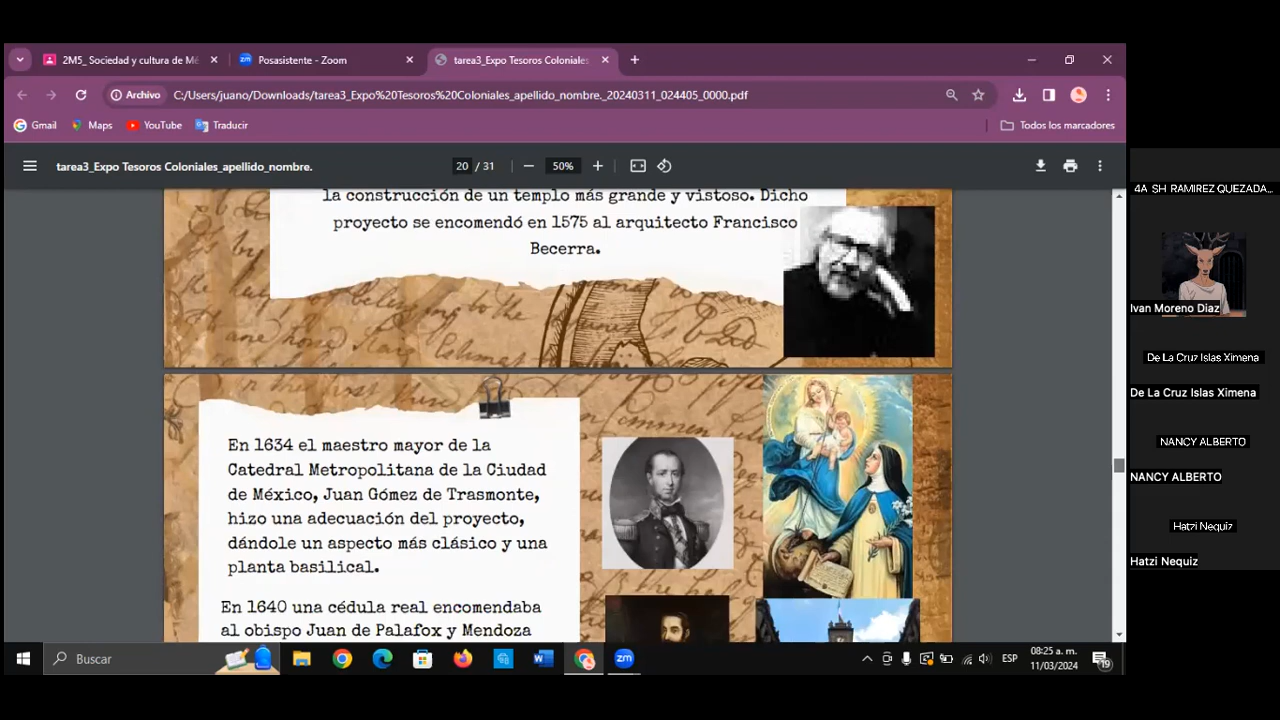 2M5_ Sociedad y cultura de Mé
Posasistente - Zoom
tarea3_Expo Tesoros Coloniales
Archivo
C:/Users/juano/Downloads/tarea3_Expo%20Tesoros%20Coloniales_apellido_nombre._20240311_024405_0000.pdf
Gmail
Maps
YouTube
Traducir
Todos los marcadores
tarea3_Expo Tesoros Coloniales_apellido_nombre.
20 / 31
50%
la construcción de un templo más grande y vistoso. Dicho
proyecto se encomendó en 1575 al arquitecto Francisco
Becerra.
En 1634 el maestro mayor de la
Catedral Metropolitana de la Ciudad
de México, Juan Gómez de Trasmonte,
hizo una adecuación del proyecto,
dándole un aspecto más clásico y una
planta basilical.
En 1640 una cédula real encomendaba
al obispo Juan de Palafox y Mendoza
4A SH RAMIREZ QUEZADA...
Ivan Moreno Diaz
De La Cruz Islas Ximena
De La Cruz Islas Ximena
NANCY ALBERTO
NANCY ALBERTO
Hatzi Nequiz
Hatzi Nequiz
Buscar
ESP
08:25 a. m.
11/03/2024
19